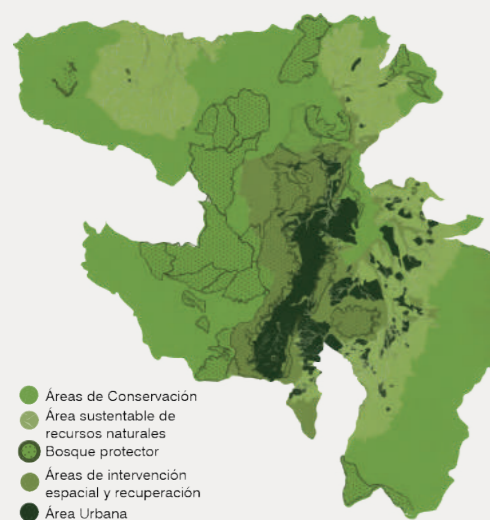 Áreas de Conservación
Área sustentable de
recursos naturales
Bosque protector
Áreas de intervención
espacial y recuperación
Área Urbana